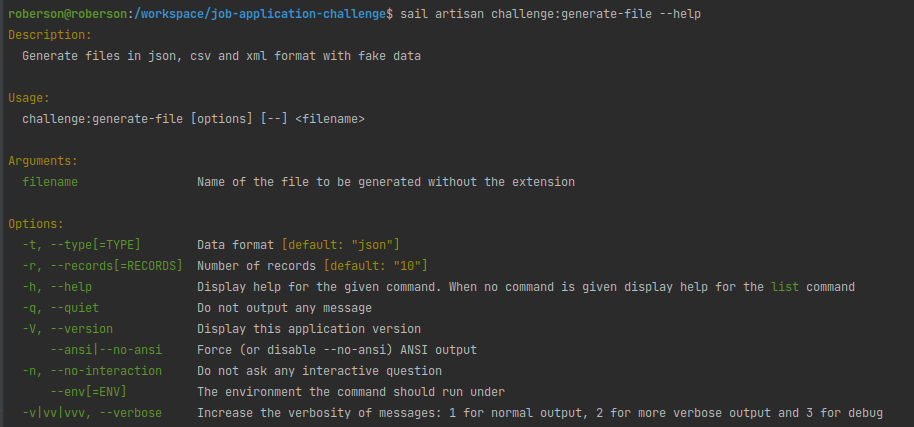 roberson@roberson:/workspace/job-application-challenge$ sail artisan challenge:generate-file --help
Description:
  Generate files in json, csv and xml format with fake data

Usage:
  challenge:generate-file [options] [--] <filename>

Arguments:
  filename                 Name of the file to be generated without the extension

Options:
  -t, --type[=TYPE]        Data format [default: "json"]
  -r, --records[=RECORDS]  Number of records [default: "10"]
  -h, --help               Display help for the given command. When no command is given display help for the list command
  -q, --quiet              Do not output any message
  -V, --version            Display this application version
      --ansi|--no-ansi     Force (or disable --no-ansi) ANSI output
  -n, --no-interaction     Do not ask any interactive question
      --env[=ENV]          The environment the command should run under
  -v|vv|vvv, --verbose     Increase the verbosity of messages: 1 for normal output, 2 for more verbose output and 3 for debug